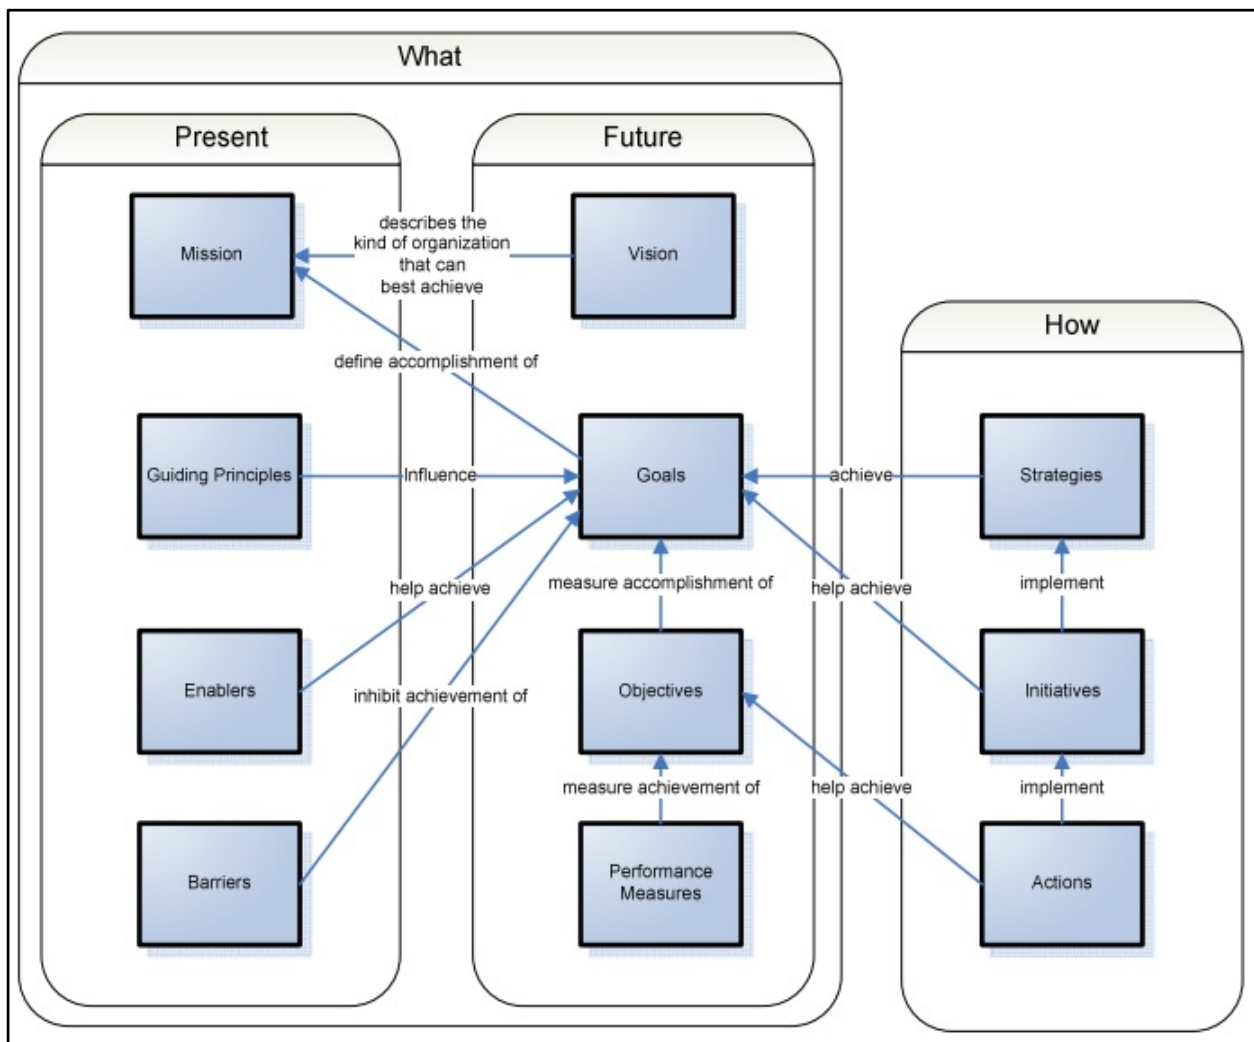 What
Present
Future
Mission
describes the
kind of organization
that can
best achieve
Vision
How
define accomplishment of
Guiding Principles
Influence
Goals
achieve
Strategies
measure accomplishment of
help achieve
help achieve
implement
Enablers
inhibit achievement of
Objectives
Initiatives
measure achievement of
help achieve
implement
Barriers
Performance
Measures
Actions